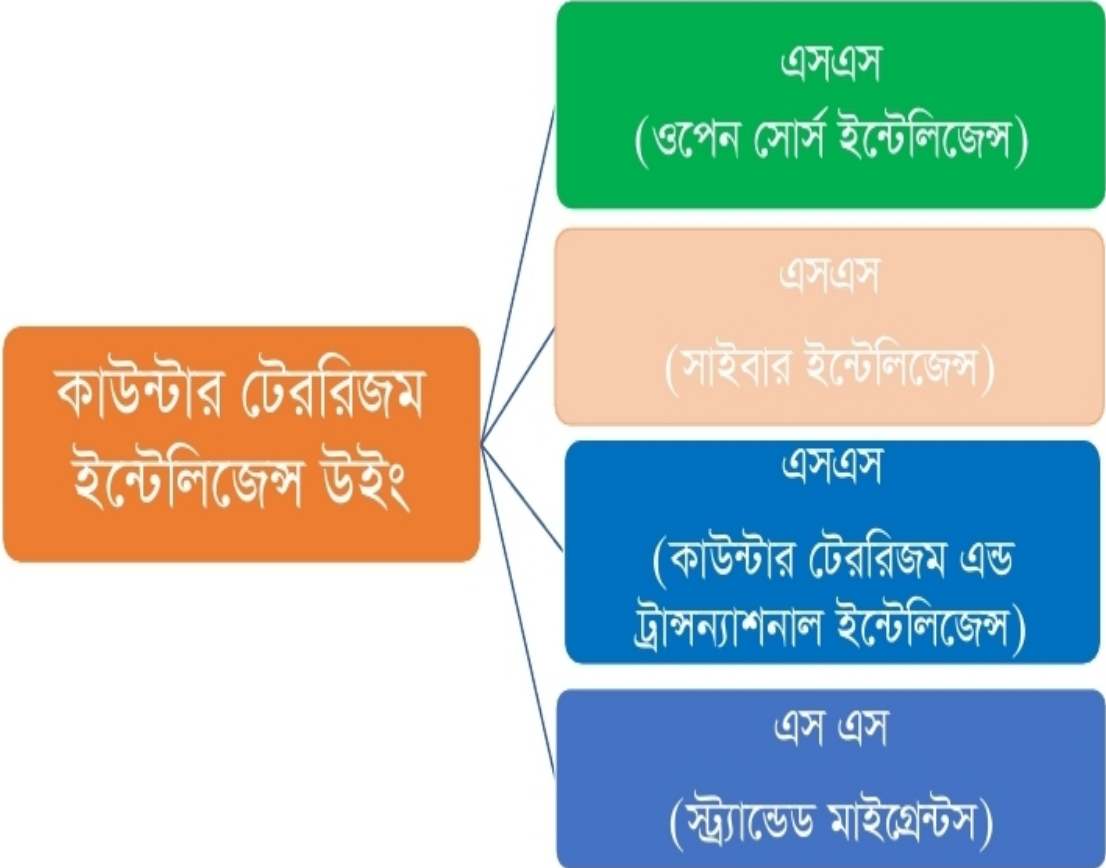 কাউন্টার টেররিজম
ইন্টেলিজেন্স উইং
এসএস
(ওপেন সোর্স ইন্টেলিজেন্স)
এসএস
(সাইবার ইন্টেলিজেন্স)
এসএস
(কাউন্টার টেররিজম এন্ড
ট্রান্সন্যাশনাল ইন্টেলিজেন্স)
এস এস
(স্ট্র্যান্ডেড মাইগ্রেন্টস)